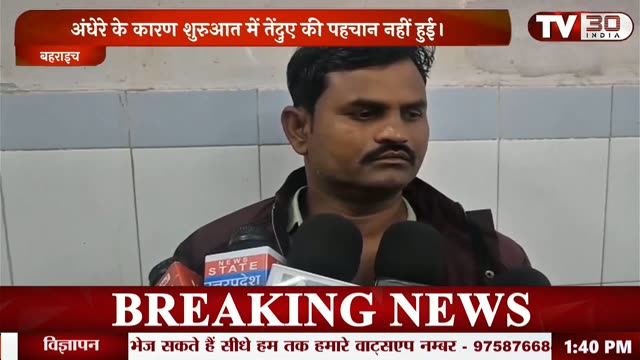 अंधेरे के कारण शुरुआत में तेंदुए की पहचान नहीं हुई।
TV30
INDIA
बहराइच
NEWS
STATE
उत्तरप्रदेश
BREAKING NEWS
विज्ञापन
भेज सकते हैं सीधे हम तक हमारे वाट्सएप नम्बर - 97587668
1:40 PM